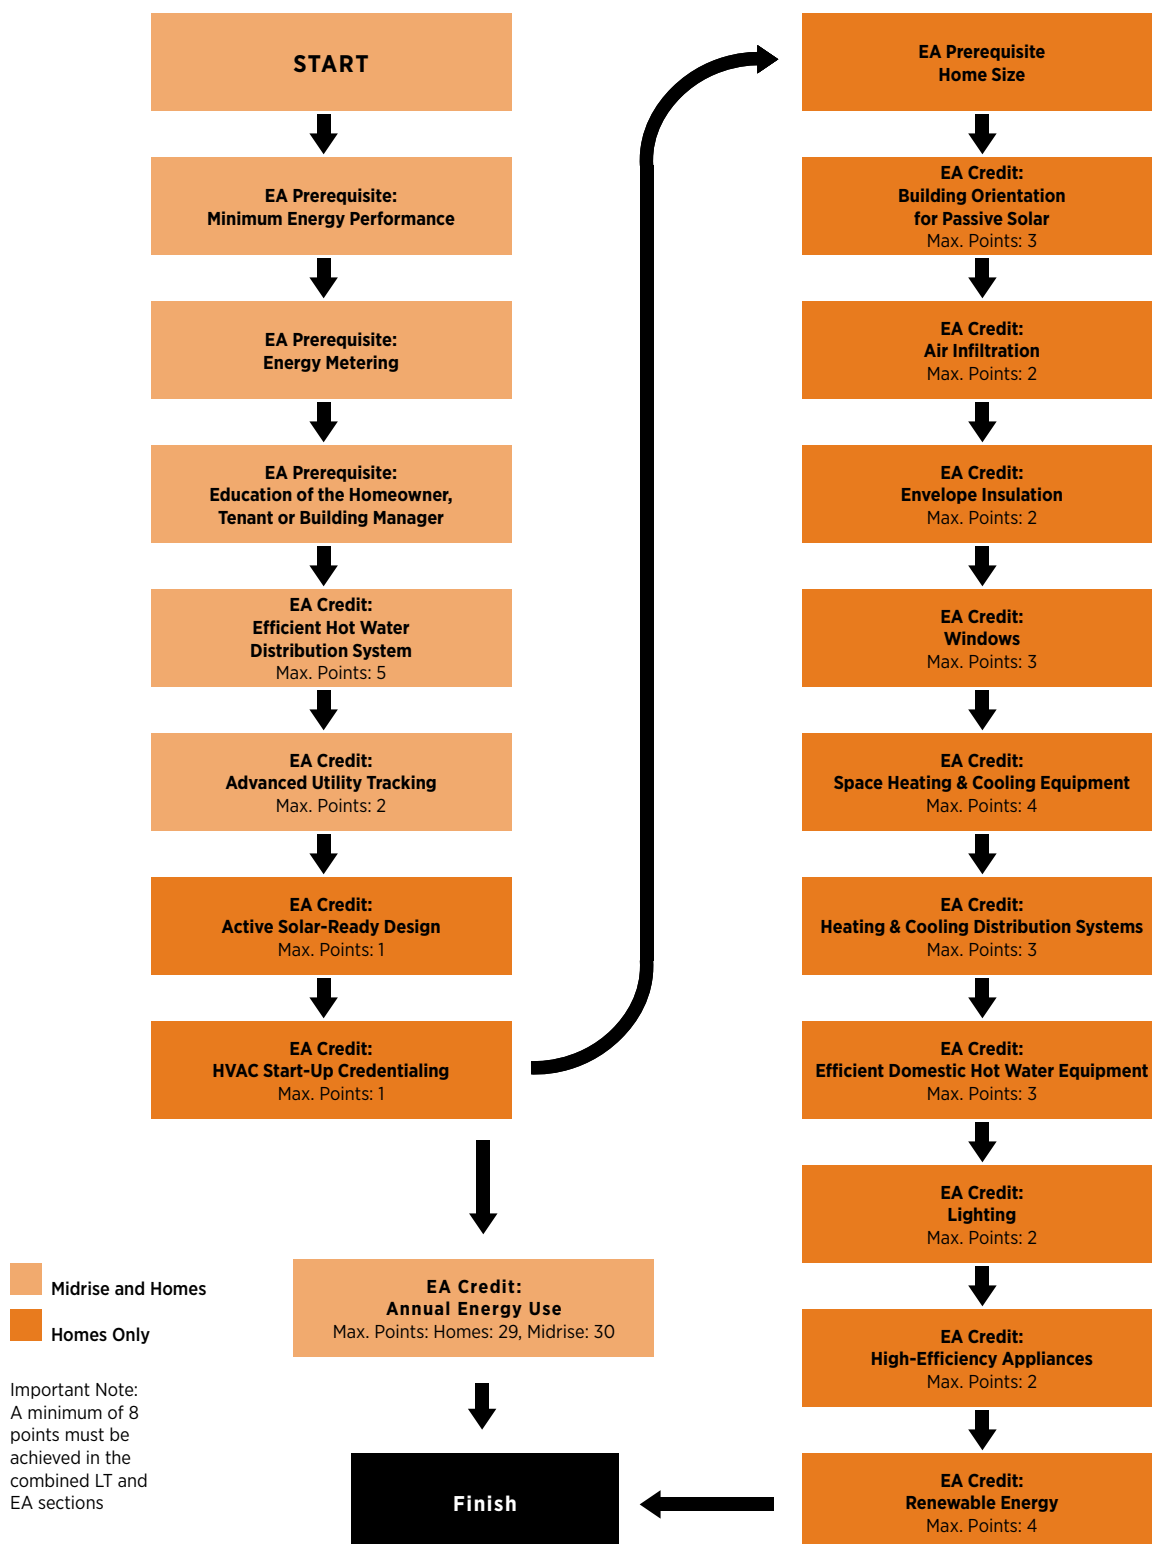 START
EA Prerequisite:
Minimum Energy Performance
EA Prerequisite:
Energy Metering
EA Prerequisite:
Education of the Homeowner,
Tenant or Building Manager
EA Credit:
Efficient Hot Water
Distribution System
Max. Points: 5
EA Credit:
Advanced Utility Tracking
Max. Points: 2
EA Credit:
Active Solar-Ready Design
Max. Points: 1
EA Credit:
HVAC Start-Up Credentialing
Max. Points: 1
EA Credit:
Annual Energy Use
Max. Points: Homes: 29, Midrise: 30
Finish
EA Prerequisite
Home Size
EA Credit:
Building Orientation
for Passive Solar
Max. Points: 3
EA Credit:
Air Infiltration
Max. Points: 2
EA Credit:
Envelope Insulation
Max. Points: 2
EA Credit:
Windows
Max. Points: 3
EA Credit:
Space Heating & Cooling Equipment
Max. Points: 4
EA Credit:
Heating & Cooling Distribution Systems
Max. Points: 3
EA Credit:
Efficient Domestic Hot Water Equipment
Max. Points: 3
EA Credit:
Lighting
Max. Points: 2
EA Credit:
High-Efficiency Appliances
Max. Points: 2
EA Credit:
Renewable Energy
Max. Points: 4
Midrise and Homes
Homes Only
Important Note:
A minimum of 8
points must be
achieved in the
combined LT and
EA sections